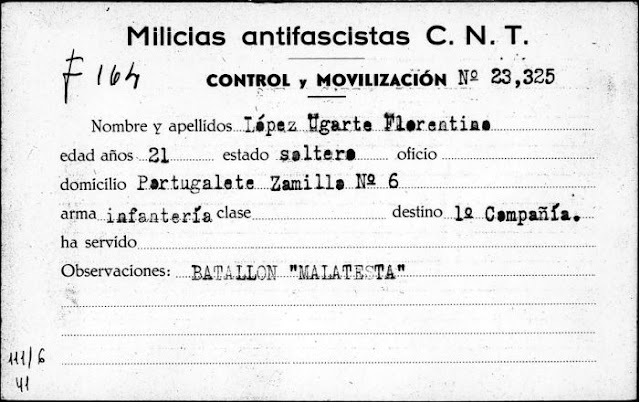 Milicias antifascistas C. N. T.
F 164
CONTROL y MOVILIZACIÓN Nº 23,325
Nombre y apellidos López Ugarte Florentino
edad años 21 estado soltero oficio
domicilio Portugalete Zamillo Nº 6
arma infantería clase destino 1º Compañía.
ha servido
Observaciones: BATALLON "MALATESTA"
111/6
41